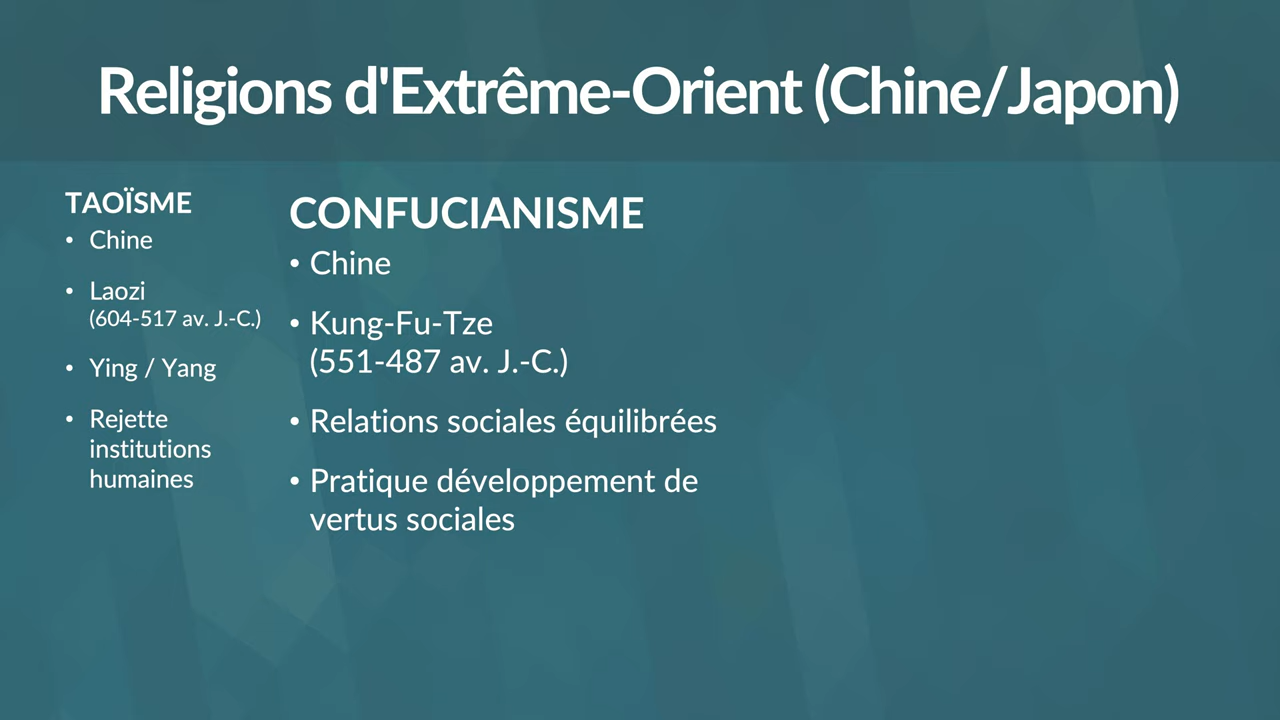 Religions d'Extrême-Orient (Chine/Japon)
TAOÏSME
• Chine
• Laozi
(604-517 av. J.-C.)
• Ying / Yang
• Rejette
institutions
humaines
CONFUCIANISME
• Chine
• Kung-Fu-Tze
(551-487 av. J.-C.)
• Relations sociales équilibrées
• Pratique développement de
vertus sociales